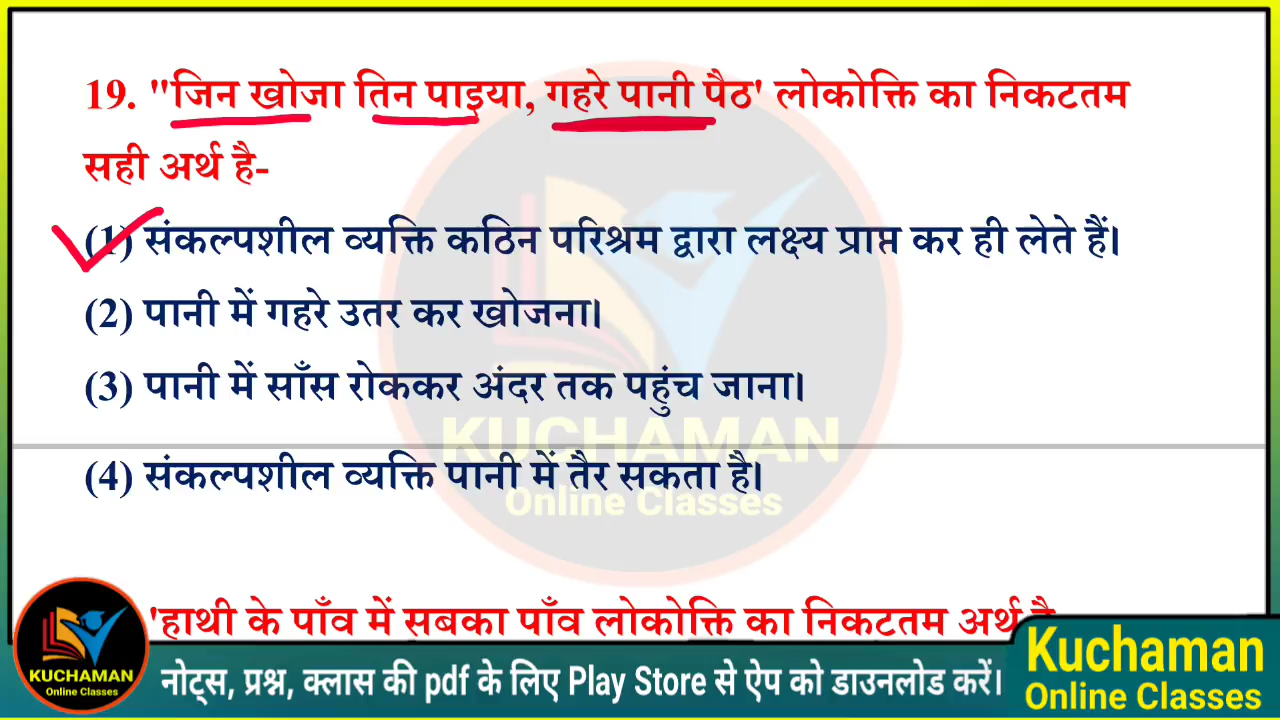 19. "जिन खोजा तिन पाइया, गहरे पानी पैठ' लोकोक्ति का निकटतम
सही अर्थ है-
(1) संकल्पशील व्यक्ति कठिन परिश्रम द्वारा लक्ष्य प्राप्त कर ही लेते हैं।
(2) पानी में गहरे उतर कर खोजना।
(3) पानी में साँस रोककर अंदर तक पहुंच जाना।
KUCHAMAN
(4) संकल्पशील व्यक्ति पानी में तैर सकता है।
Online Classes
'हाथी के पाँव में सबका पाँव लोकोक्ति का निकटतम अर्थ है
KUCHAMAN
Online Classes
नोट्स, प्रश्न, क्लास की pdf के लिए Play Store से ऐप को डाउनलोड करें।
Kuchaman
Online Classes